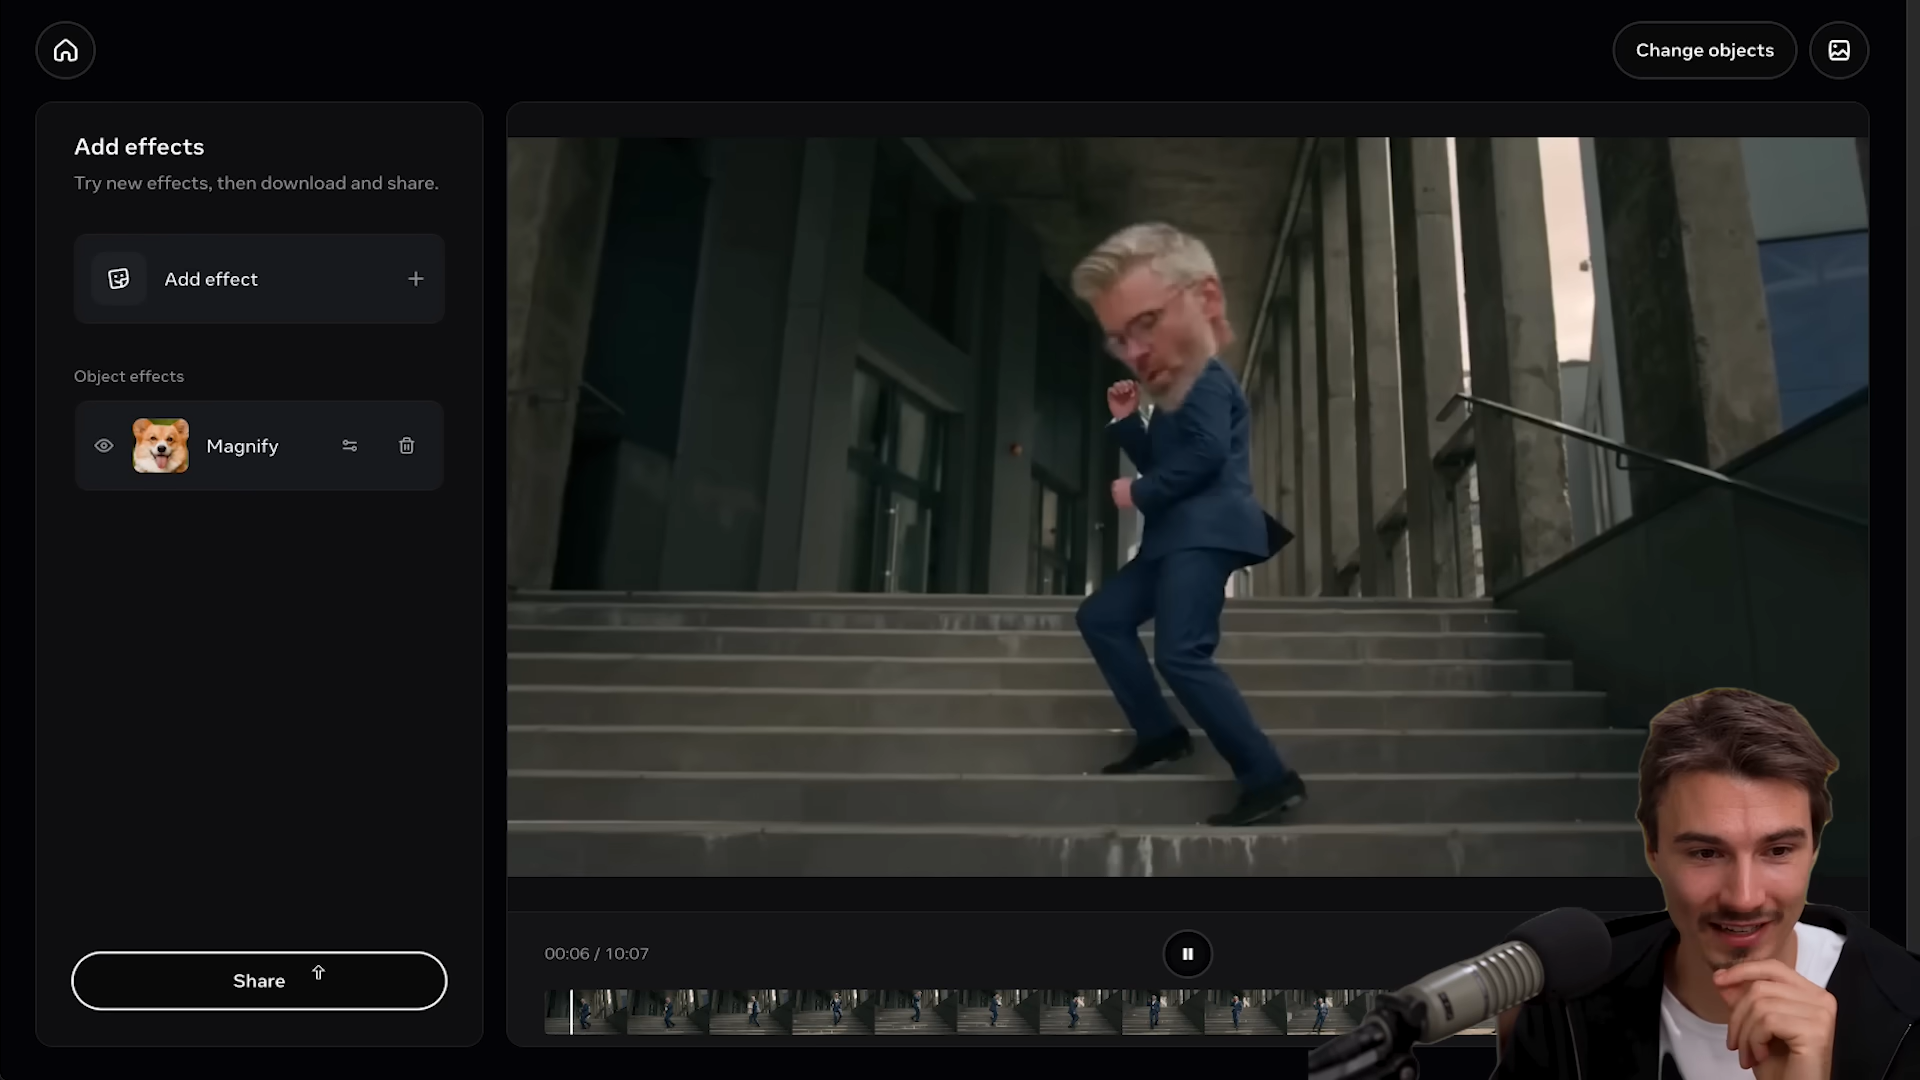 Change objects
Add effects
Try new effects, then download and share.
Add effect
Object effects
Magnify
Share
00:06 / 10:07